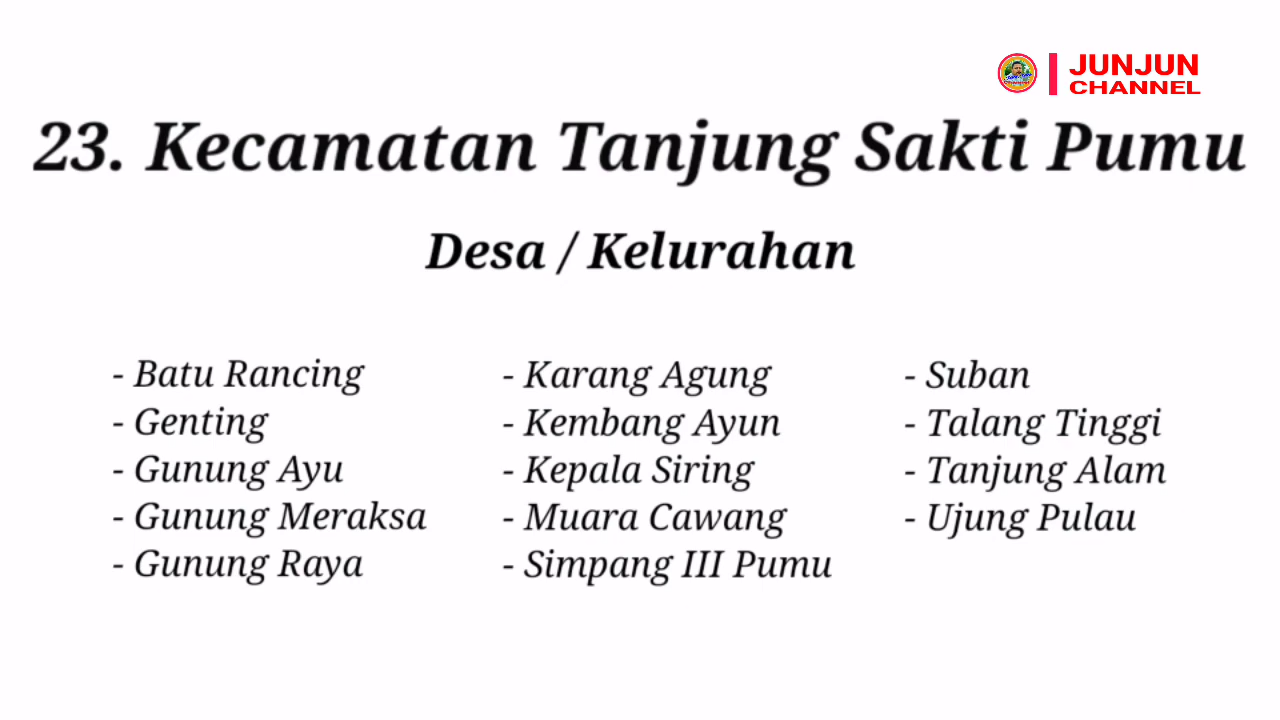 JUNJUN
CHANNEL
23. Kecamatan Tanjung Sakti Pumu
Desa / Kelurahan
- Batu Rancing
- Genting
- Gunung Ayu
- Gunung Meraksa
- Gunung Raya
- Karang Agung
- Kembang Ayun
- Kepala Siring
- Muara Cawang
- Simpang III Pumu
- Suban
- Talang Tinggi
- Tanjung Alam
- Ujung Pulau